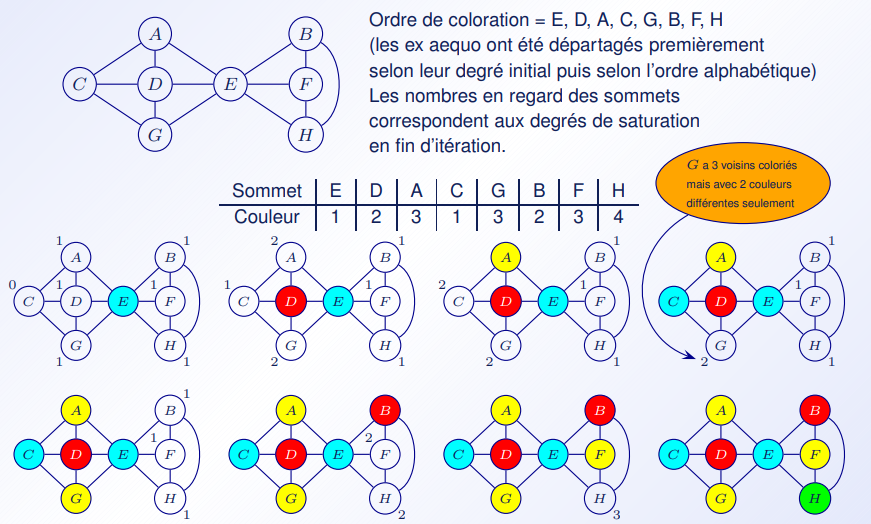 Ordre de coloration = E, D, A, C, G, B, F, H
(les ex aequo ont été départagés premièrement
selon leur degré initial puis selon l'ordre alphabétique)
Les nombres en regard des sommets
correspondent aux degrés de saturation
en fin d'itération.
A B
C D E F
G H
G a 3 voisins coloriés
mais avec 2 couleurs
différentes seulement
Sommet E D A C G B F H
Couleur 1 2 3 1 3 2 3 4
1 1 2 1 1 1
A B A B A B A B
0 1 1 1 1 2 1 1
C D E F C D E F C D E F C D E F
G H G H G H G H
1 1 2 1 2 1 2 1
1
A B A B A B A B
1 2
C D E F C D E F C D E F C D E F
G H G H G H G H
1 2 3